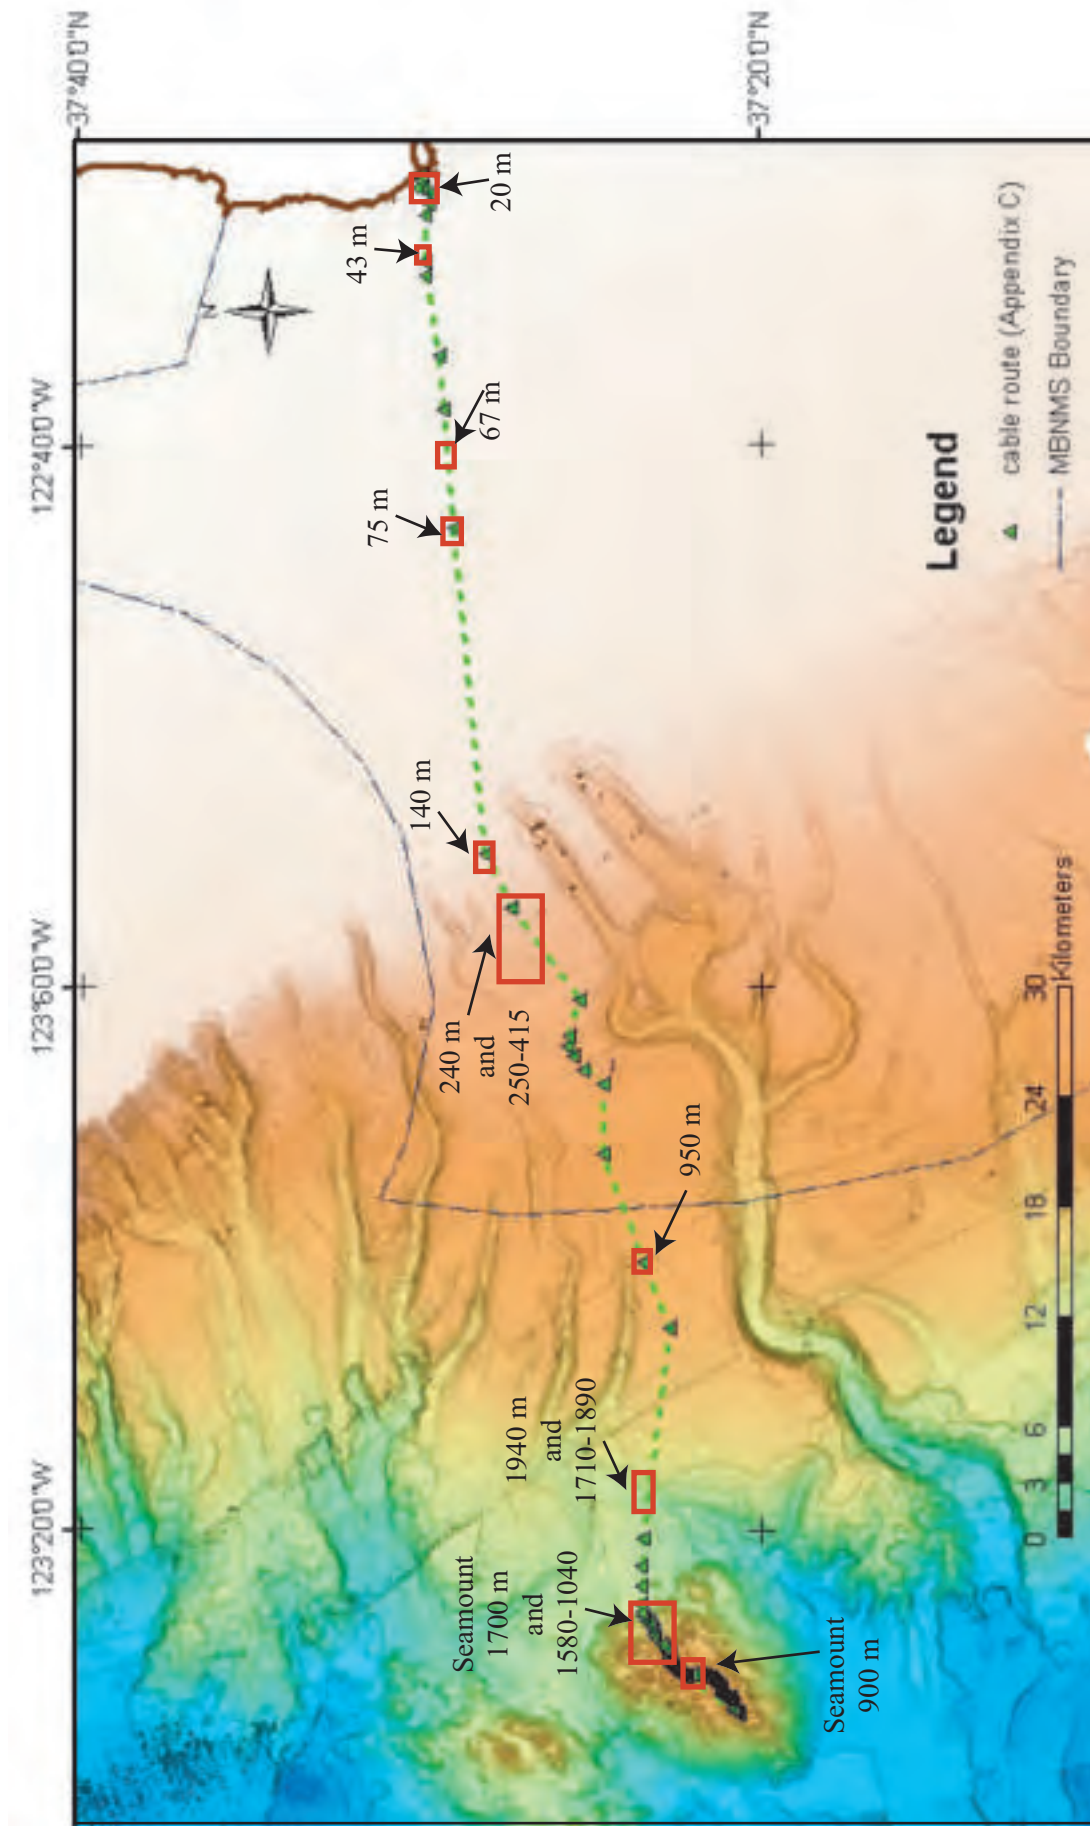 37°40'0"N
37°20'0"N
122°40'0"W
123°0'0"W
123°20'0"W
N
20 m
43 m
67 m
75 m
140 m
240 m
and
250-415
950 m
1940 m
and
1710-1890
Seamount
1700 m
and
1580-1040
Seamount
900 m
Legend
cable route (Appendix C)
MBNMS Boundary
0 3 6 12 18 24 30
Kilometers